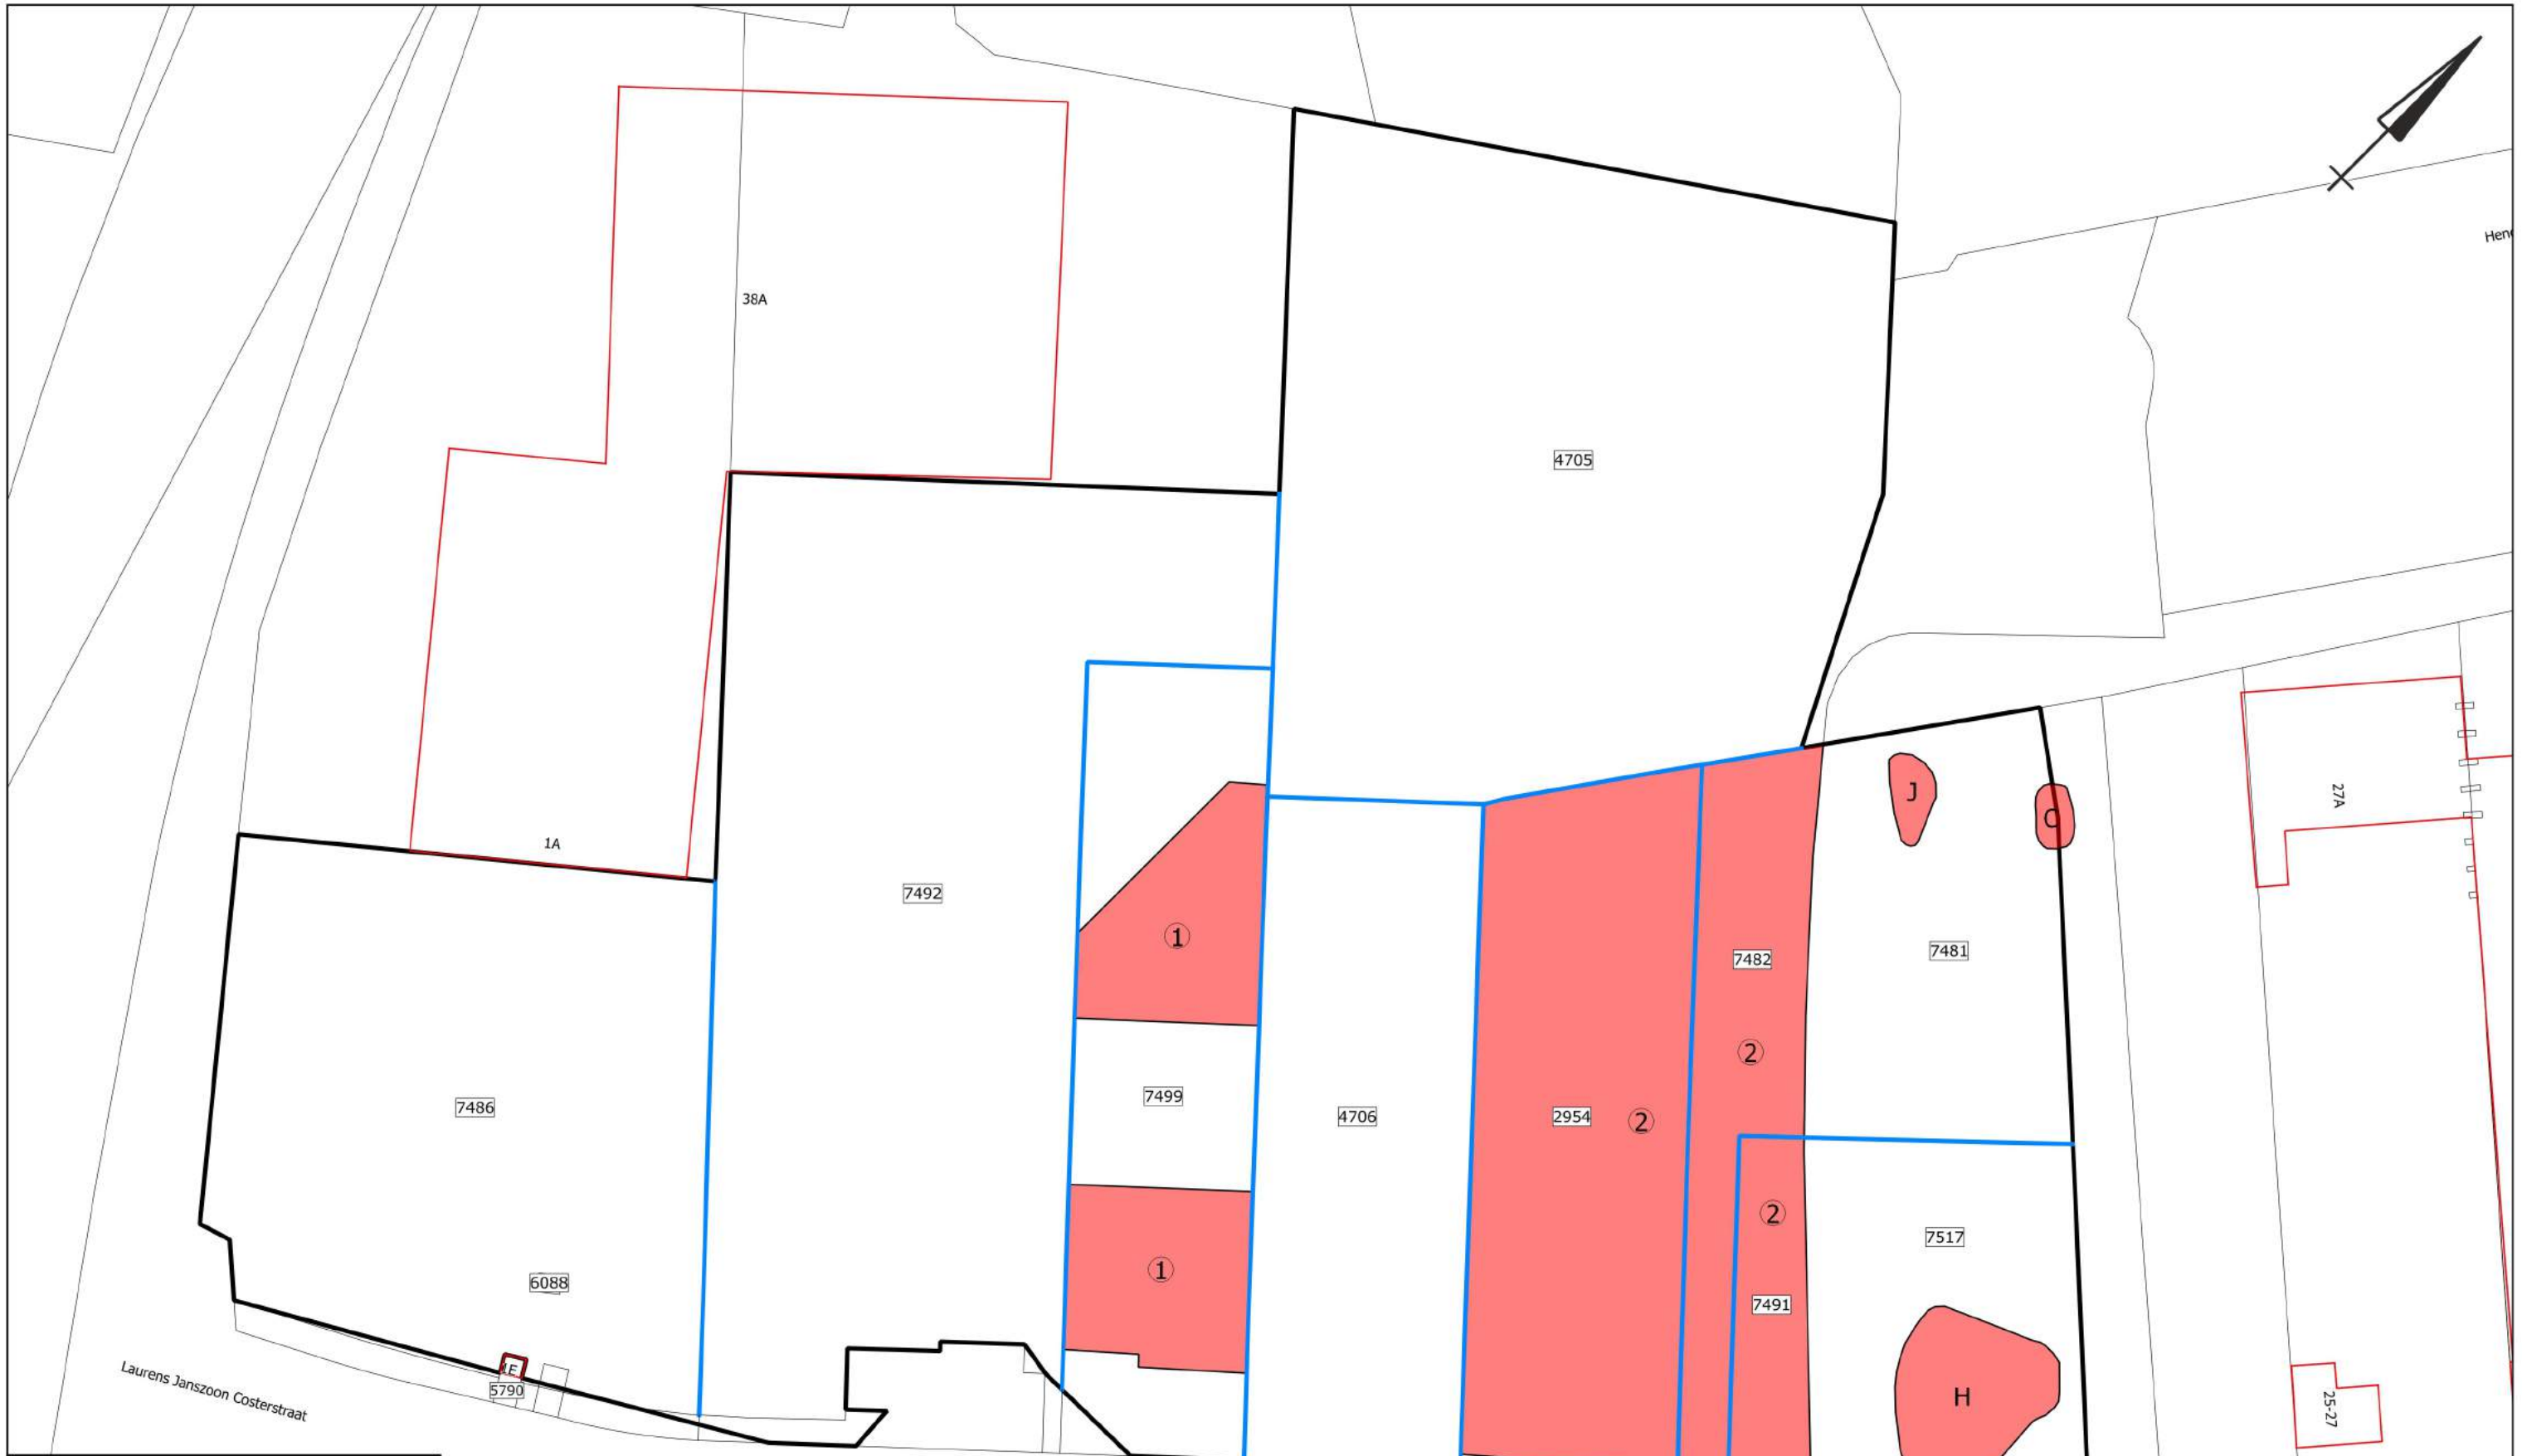 Hen
38A
4705
J
O
27A
1A
7492
①
7482
7481
②
7499
7486
4706
2954
②
②
7517
①
6088
7491
1E
5790
H
Laurens Janszoon Costerstraat
25-27